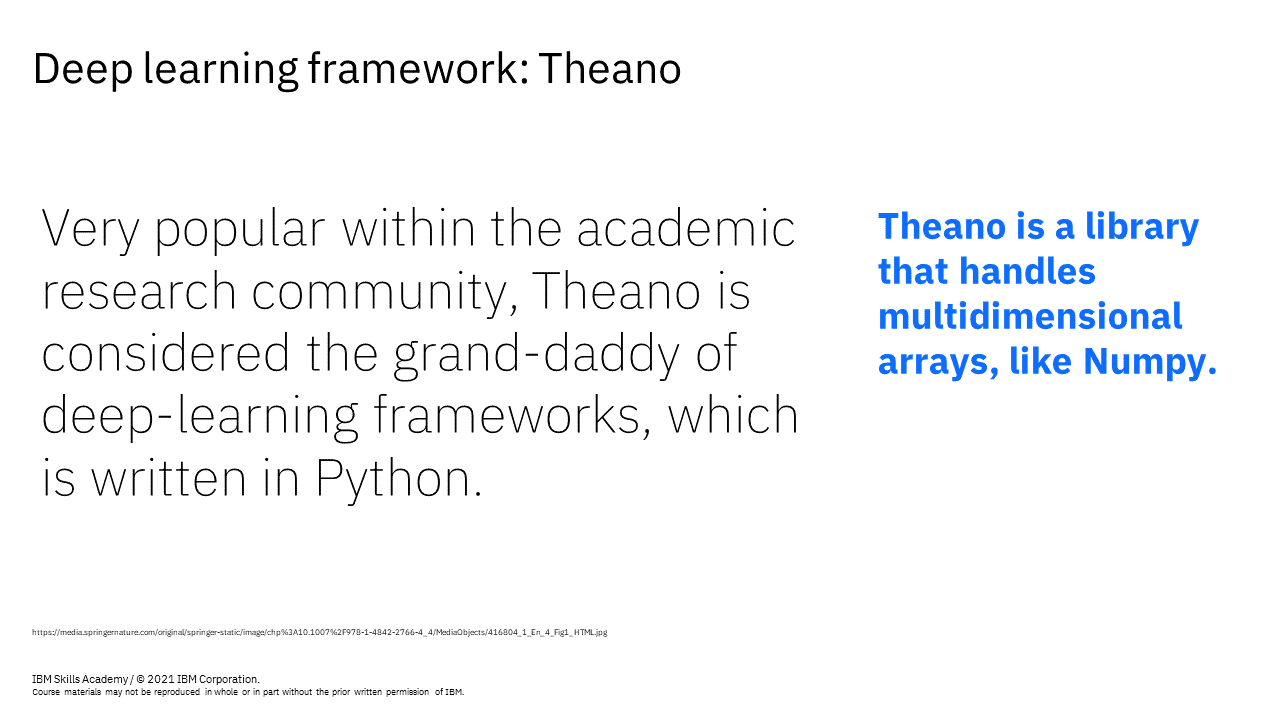 Deep learning framework: Theano
Very popular within the academic
research community, Theano is
considered the grand-daddy of
deep-learning frameworks, which
is written in Python.
Theano is a library
that handles
multidimensional
arrays, like Numpy.
https://media.springernature.com/original/springer-static/image/chp%3A10.1007%2F978-1-4842-2766-4_4/MediaObjects/416804_1_En_4_Fig1_HTML.jpg
IBM Skills Academy / © 2021 IBM Corporation.
Course materials may not be reproduced in whole or in part without the prior written permission of IBM.